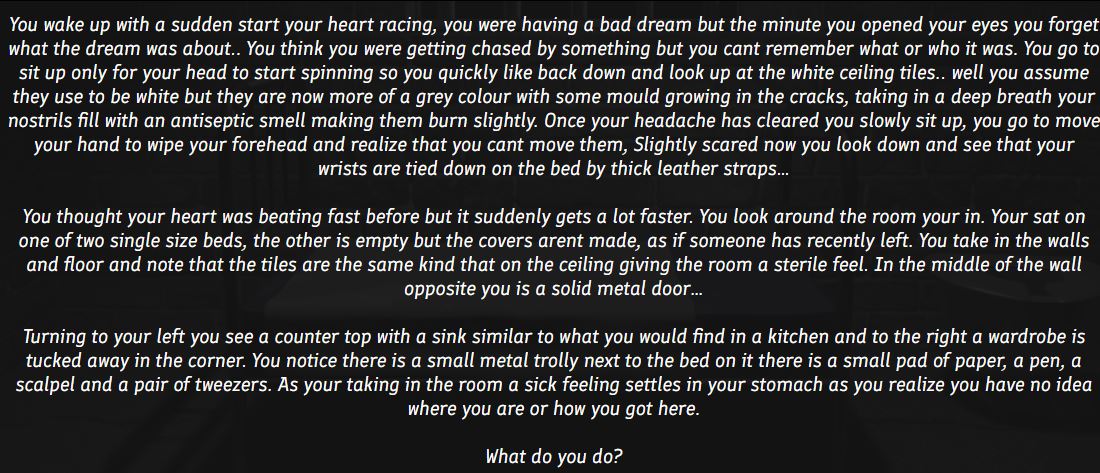 You wake up with a sudden start your heart racing, you were having a bad dream but the minute you opened your eyes you forget
what the dream was about.. You think you were getting chased by something but you cant remember what or who it was. You go to
sit up only for your head to start spinning so you quickly like back down and look up at the white ceiling tiles.. well you assume
they use to be white but they are now more of a grey colour with some mould growing in the cracks, taking in a deep breath your
nostrils fill with an antiseptic smell making them burn slightly. Once your headache has cleared you slowly sit up, you go to move
your hand to wipe your forehead and realize that you cant move them, Slightly scared now you look down and see that your
wrists are tied down on the bed by thick leather straps...
You thought your heart was beating fast before but it suddenly gets a lot faster. You look around the room your in. Your sat on
one of two single size beds, the other is empty but the covers arent made, as if someone has recently left. You take in the walls
and floor and note that the tiles are the same kind that on the ceiling giving the room a sterile feel. In the middle of the wall
opposite you is a solid metal door...
Turning to your left you see a counter top with a sink similar to what you would find in a kitchen and to the right a wardrobe is
tucked away in the corner. You notice there is a small metal trolly next to the bed on it there is a small pad of paper, a pen, a
scalpel and a pair of tweezers. As your taking in the room a sick feeling settles in your stomach as you realize you have no idea
where you are or how you got here.
What do you do?